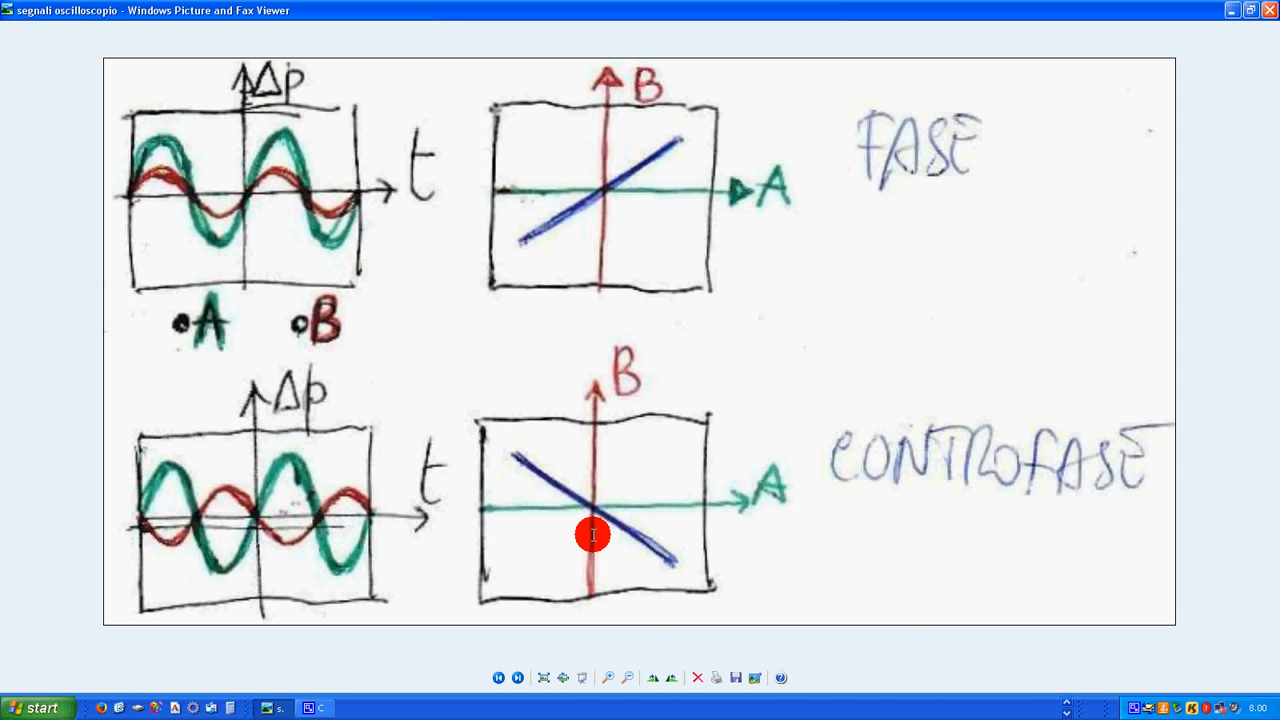 segnali oscilloscopio - Windows Picture and Fax Viewer
Δp
t
B
A
FASE
A B
Δp
t
B
A
CONTROFASE
start
s.
C
8.00